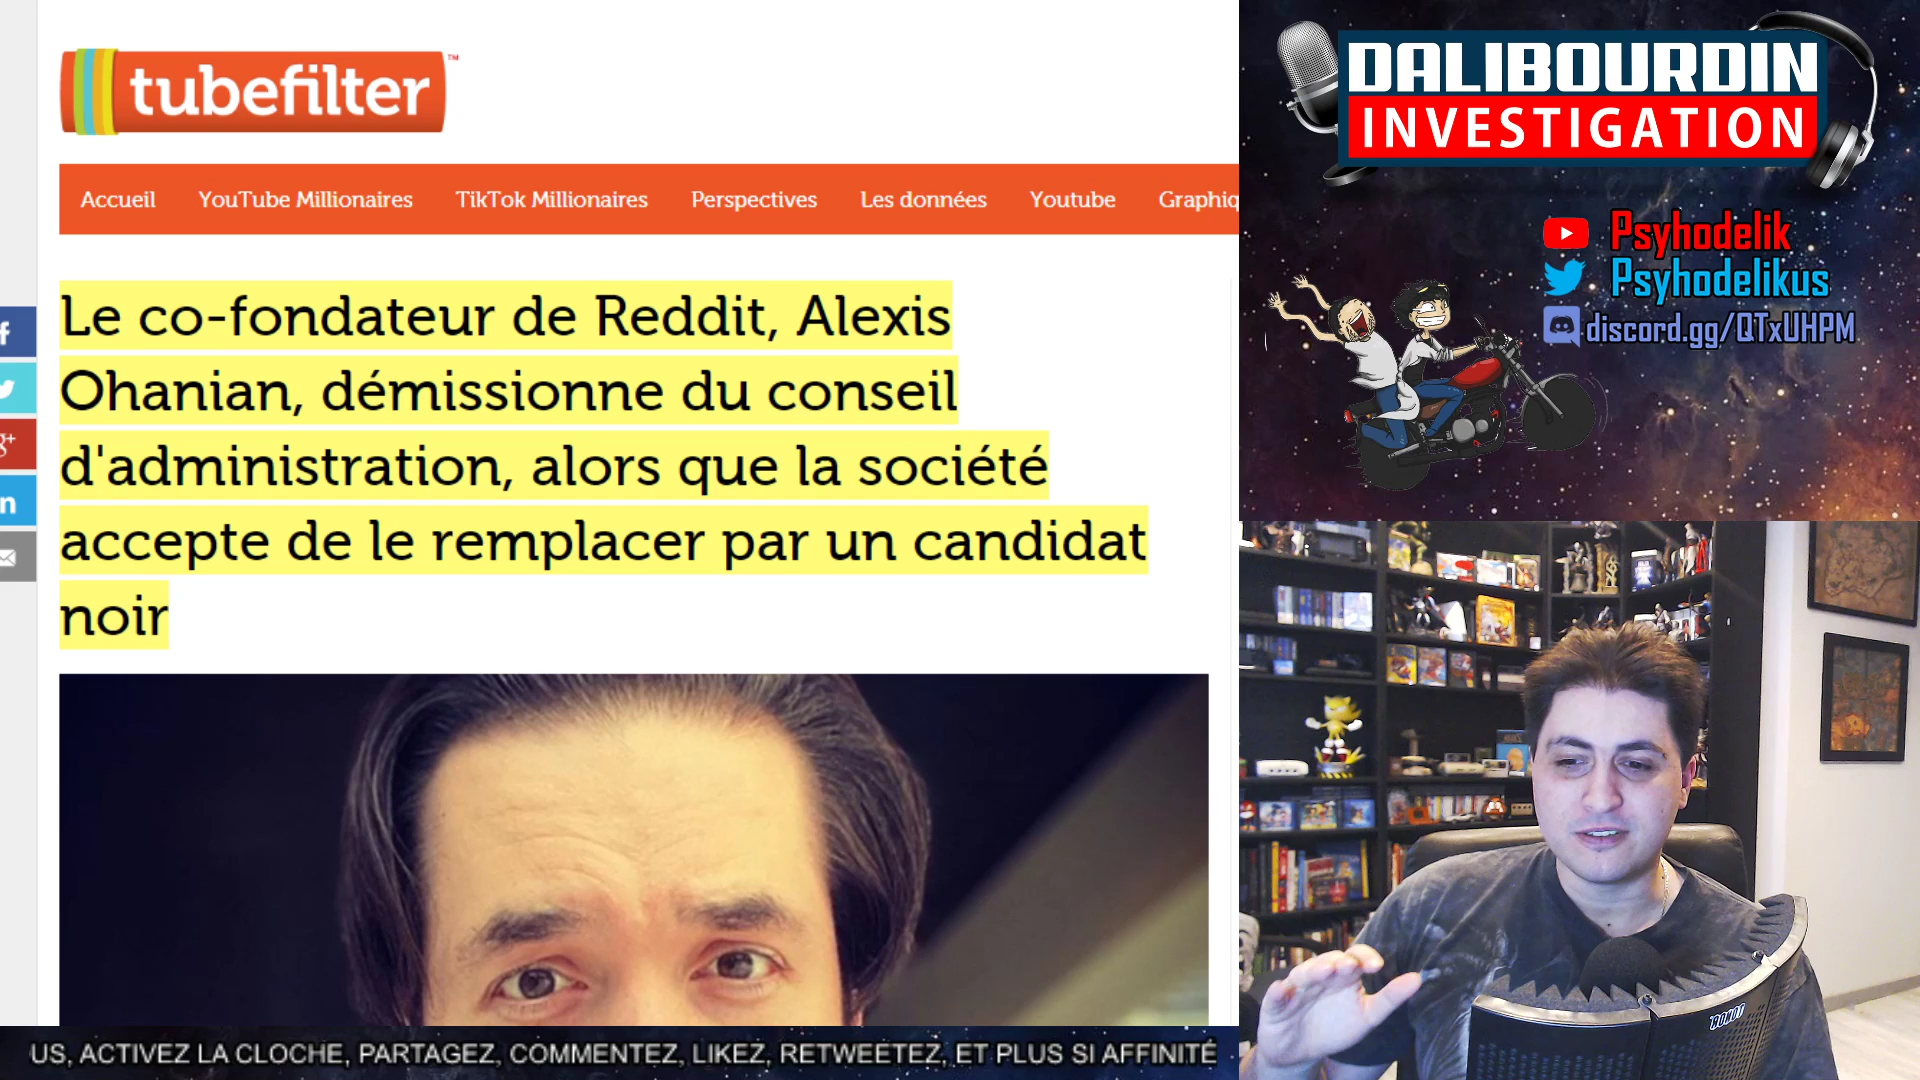 tubefilter™
Accueil YouTube Millionaires TikTok Millionaires Perspectives Les données Youtube Graphiq
Le co-fondateur de Reddit, Alexis
Ohanian, démissionne du conseil
d'administration, alors que la société
accepte de le remplacer par un candidat
noir
US, ACTIVEZ LA CLOCHE, PARTAGEZ, COMMENTEZ, LIKEZ, RETWEETEZ, ET PLUS SI AFFINITÉ
DALIBOURDIN
INVESTIGATION
Psyhodelik
Psyhodelikus
discord.gg/QTxUHPM